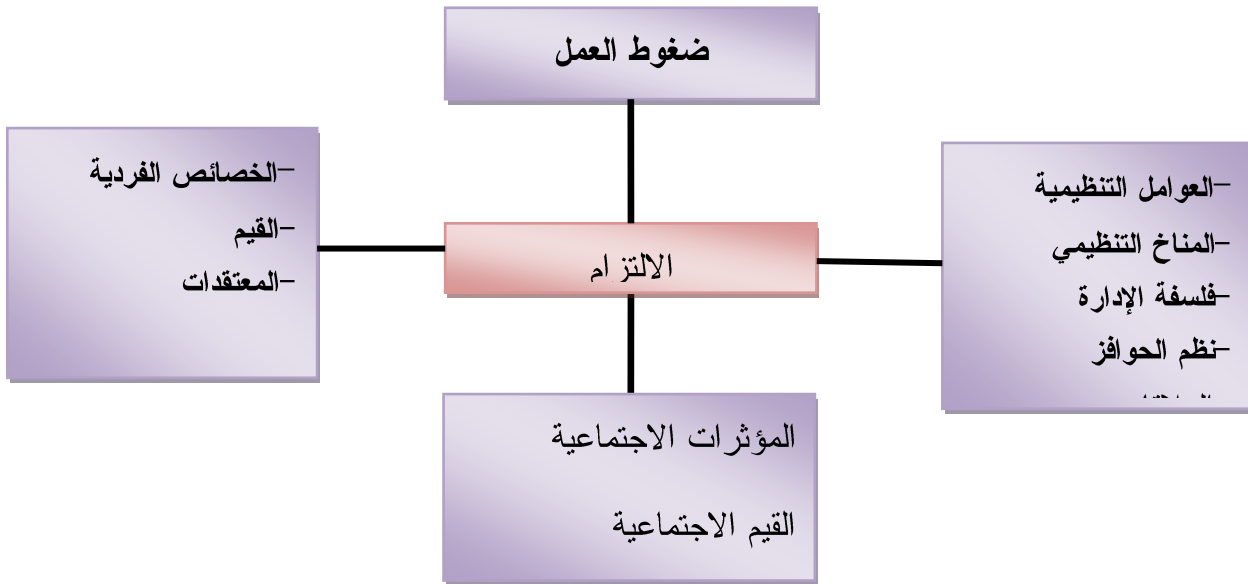 ضغوط العمل
–العوامل التنظيمية
–المناخ التنظيمي
–فلسفة الإدارة
–نظم الحوافز
الالتزام
–الخصائص الفردية
–القيم
–المعتقدات
المؤثرات الاجتماعية
القيم الاجتماعية